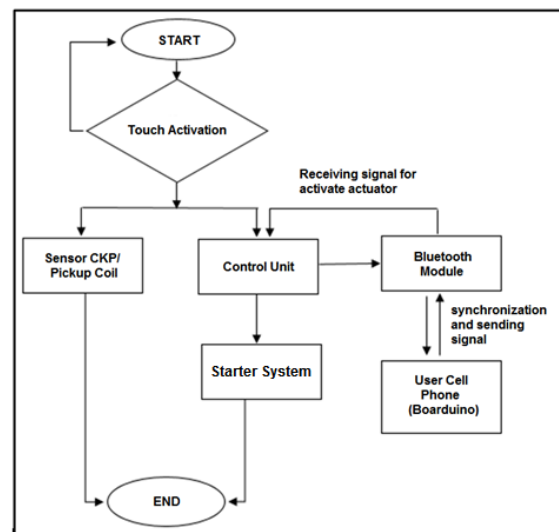 START
Touch Activation
Receiving signal for
activate actuator
Sensor CKP/
Pickup Coil
Control Unit
Bluetooth
Module
synchronization
and sending
signal
Starter System
User Cell
Phone
(Boarduino)
END